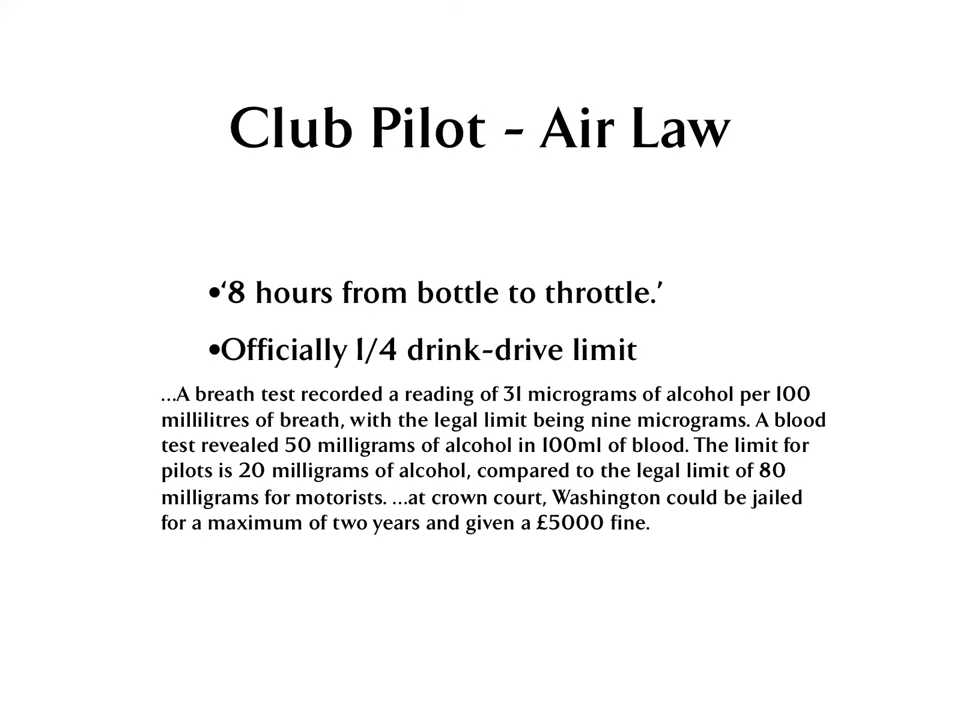 Club Pilot - Air Law
•‘8 hours from bottle to throttle.’
•Officially 1/4 drink-drive limit
...A breath test recorded a reading of 31 micrograms of alcohol per 100
millilitres of breath, with the legal limit being nine micrograms. A blood
test revealed 50 milligrams of alcohol in 100ml of blood. The limit for
pilots is 20 milligrams of alcohol, compared to the legal limit of 80
milligrams for motorists. ...at crown court, Washington could be jailed
for a maximum of two years and given a £5000 fine.